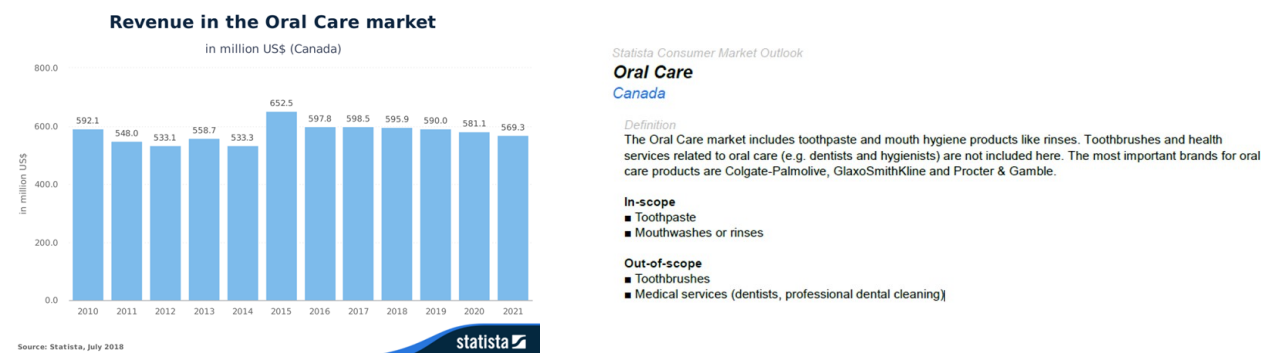 Revenue in the Oral Care market
in million US$ (Canada)
in million US$
800.0
600.0
400.0
200.0
0.0
592.1
548.0
533.1
558.7
533.3
652.5
597.8
598.5
595.9
590.0
581.1
569.3
2010 2011 2012 2013 2014 2015 2016 2017 2018 2019 2020 2021
Source: Statista, July 2018
statista
Statista Consumer Market Outlook
Oral Care
Canada
Definition
The Oral Care market includes toothpaste and mouth hygiene products like rinses. Toothbrushes and health
services related to oral care (e.g. dentists and hygienists) are not included here. The most important brands for oral
care products are Colgate-Palmolive, GlaxoSmithKline and Procter & Gamble.
In-scope
■ Toothpaste
■ Mouthwashes or rinses
Out-of-scope
■ Toothbrushes
■ Medical services (dentists, professional dental cleaning)